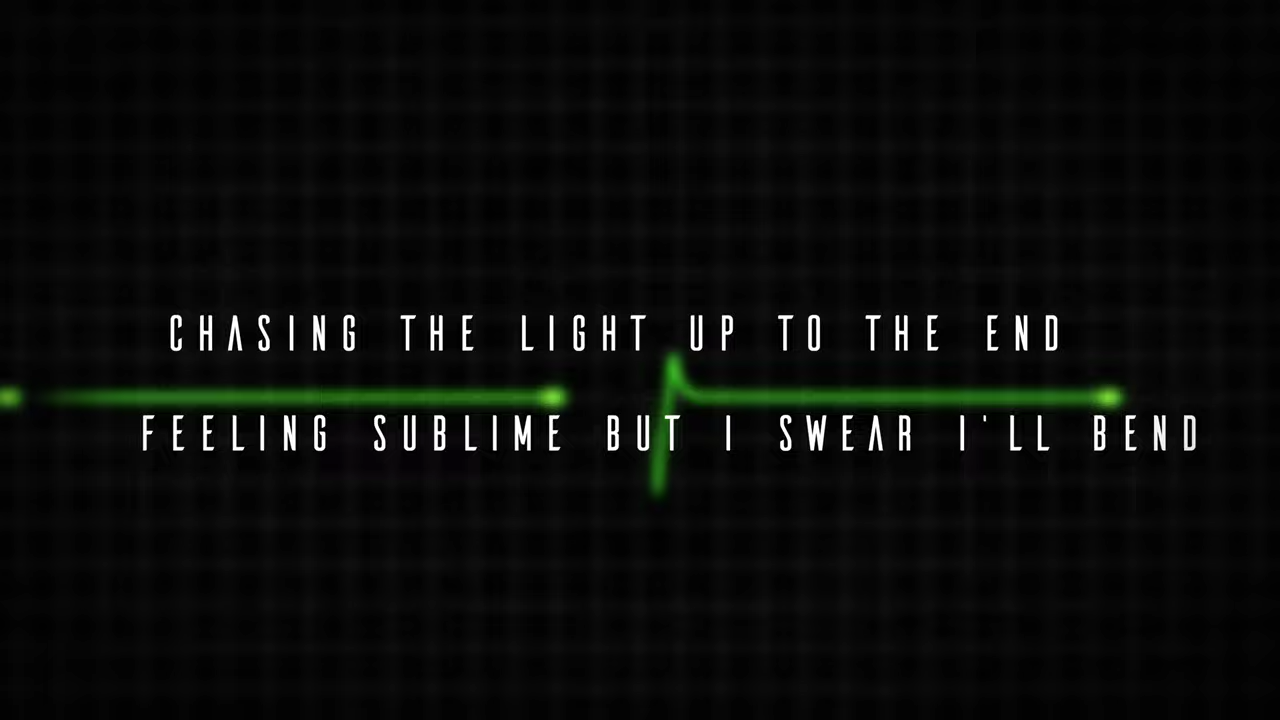 CHASING THE LIGHT UP TO THE END
FEELING SUBLIME BUT I SWEAR I'LL BEND